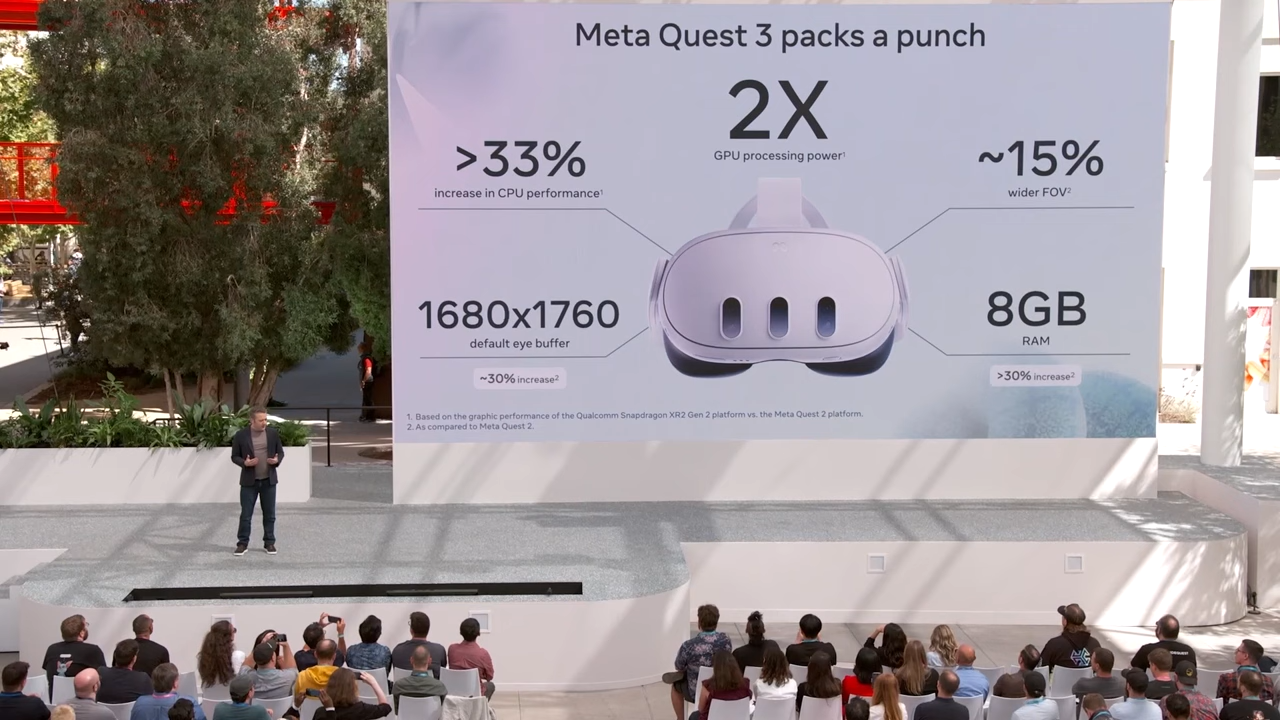 Meta Quest 3 packs a punch
2X
GPU processing power¹
>33%
increase in CPU performance¹
~15%
wider FOV²
1680x1760
default eye buffer
~30% increase²
8GB
RAM
>30% increase²
1. Based on the graphic performance of the Qualcomm Snapdragon XR2 Gen 2 platform vs. the Meta Quest 2 platform.
2. As compared to Meta Quest 2.